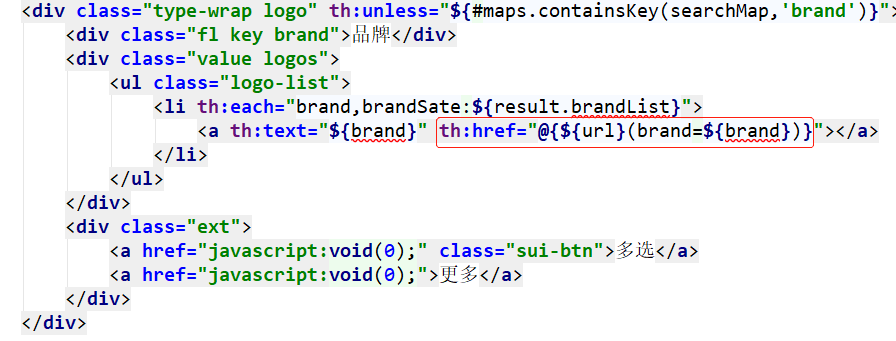 <div class="type-wrap logo" th:unless="${#maps.containsKey(searchMap,'brand')}">
<div class="fl key brand">品牌</div>
<div class="value logos">
<ul class="logo-list">
<li th:each="brand,brandSate:${result.brandList}">
<a th:text="${brand}" th:href="@{${url}(brand=${brand})}"></a>
</li>
</ul>
</div>
<div class="ext">
<a href="javascript:void(0);" class="sui-btn">多选</a>
<a href="javascript:void(0);">更多</a>
</div>
</div>